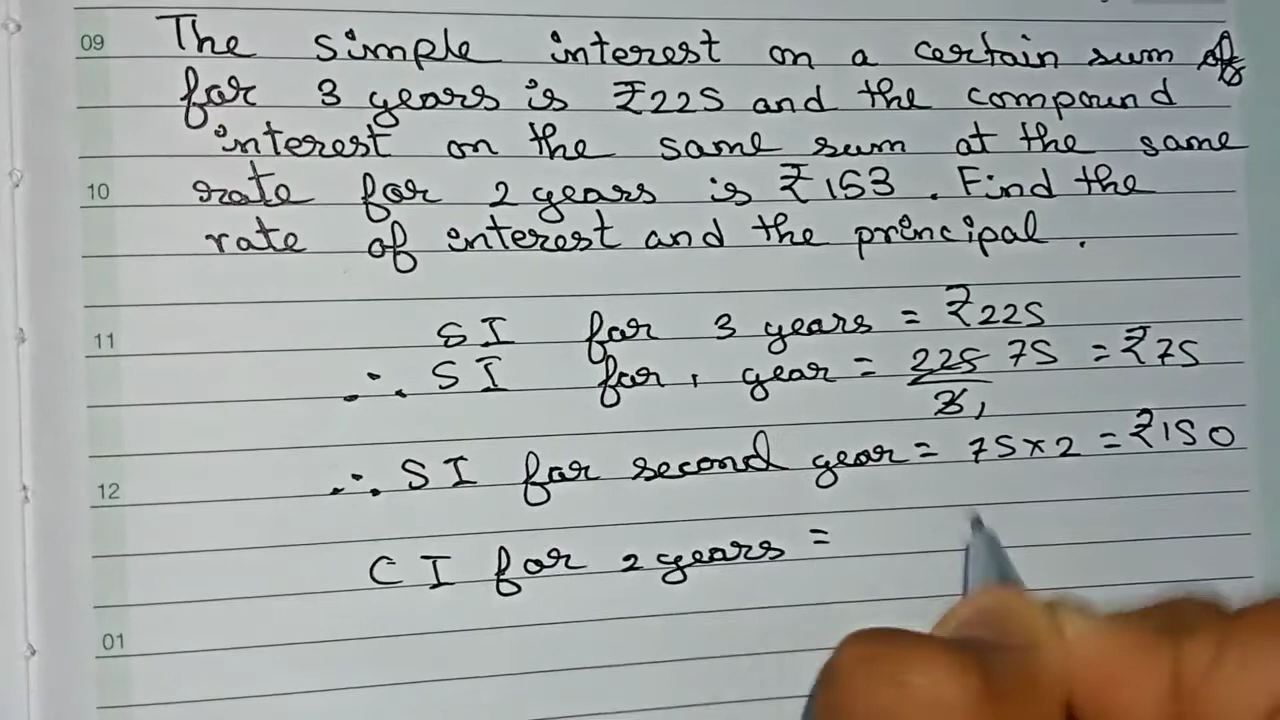 09 The simple interest on a certain sum of
for 3 years is ₹225 and the compound
interest on the same sum at the same
10 rate for 2 years is ₹153. Find the
rate of interest and the principal.
11 SI for 3 years = ₹225
∴ SI for 1 year = 225/3 75 1 = ₹75
12 ∴ SI for second year = 75×2 = ₹150
CI for 2 years =
01